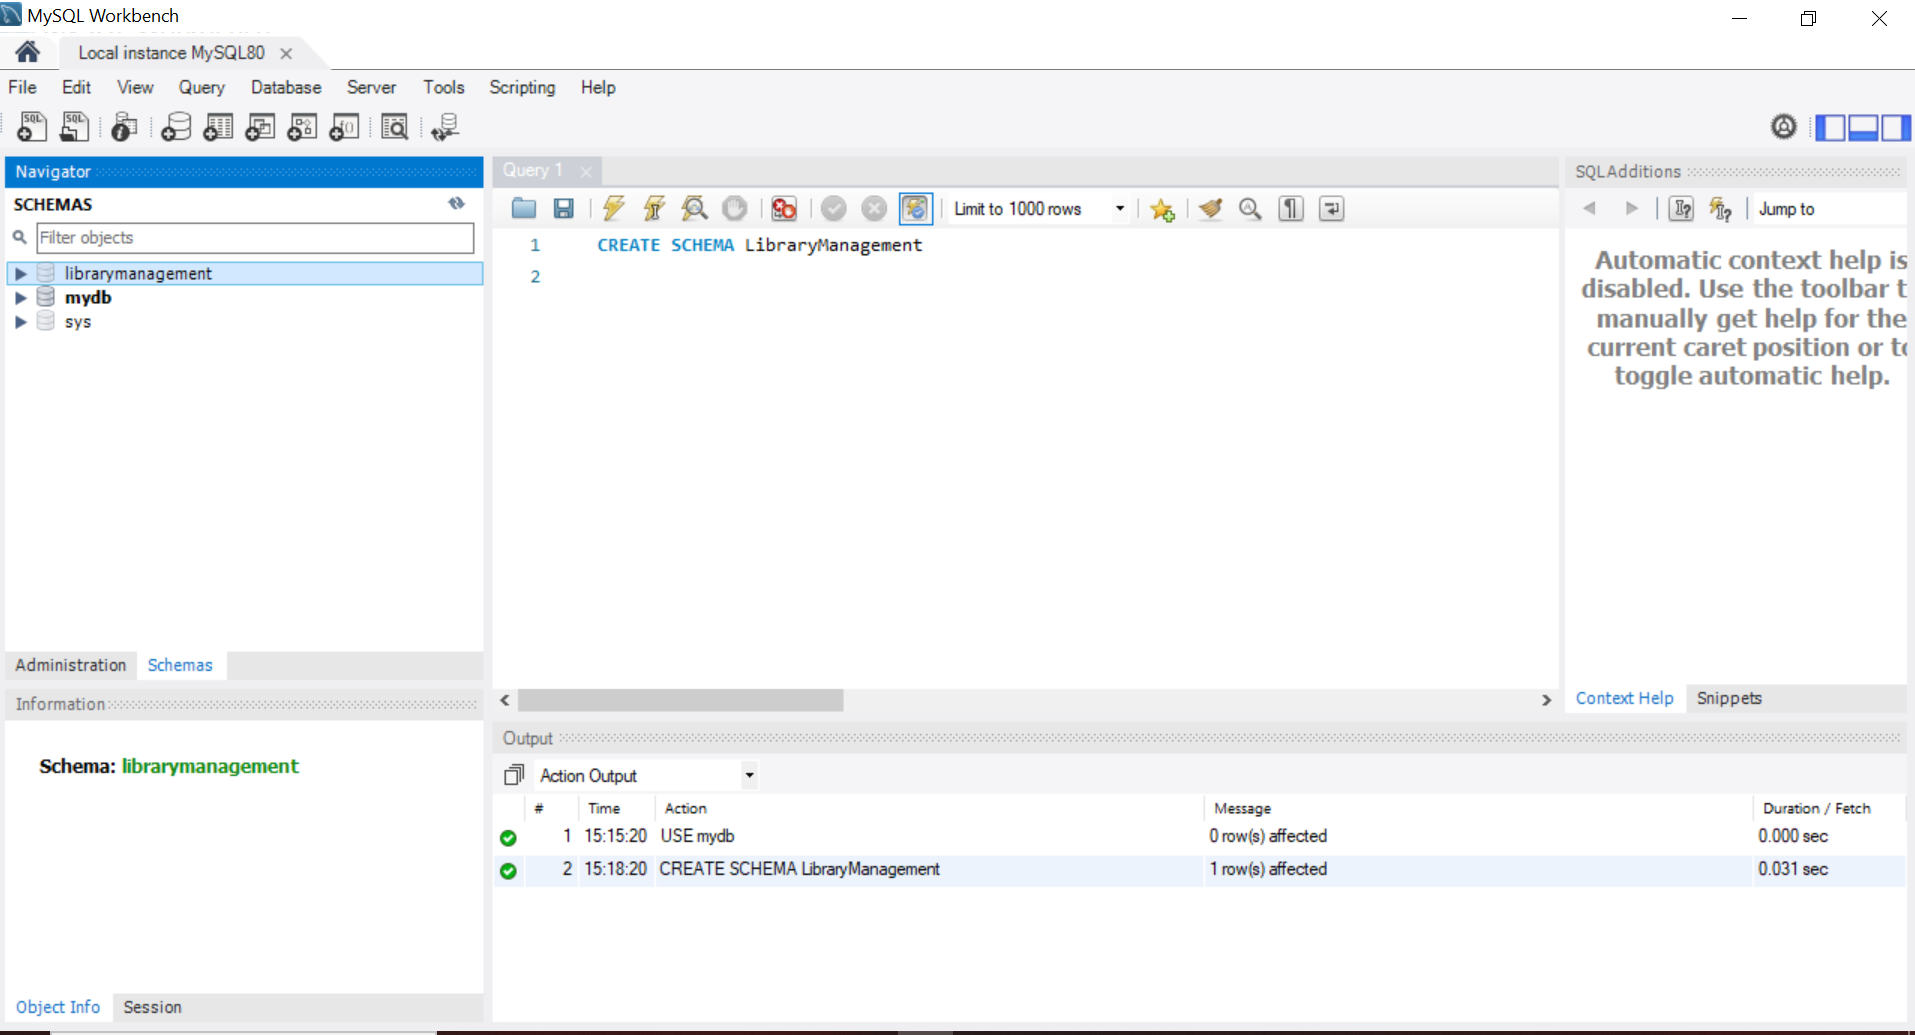 MySQL Workbench
Local instance MySQL80
File Edit View Query Database Server Tools Scripting Help
SQL SQL
Navigator
SCHEMAS
Filter objects
librarymanagement
mydb
sys
Administration Schemas
Information
Schema: librarymanagement
Object Info Session
Query 1
Limit to 1000 rows
1 CREATE SCHEMA LibraryManagement
2
SQLAdditions
Jump to
Automatic context help is
disabled. Use the toolbar t
manually get help for the
current caret position or to
toggle automatic help.
Context Help Snippets
Output
Action Output
# Time Action Message Duration / Fetch
1 15:15:20 USE mydb 0 row(s) affected 0.000 sec
2 15:18:20 CREATE SCHEMA LibraryManagement 1 row(s) affected 0.031 sec